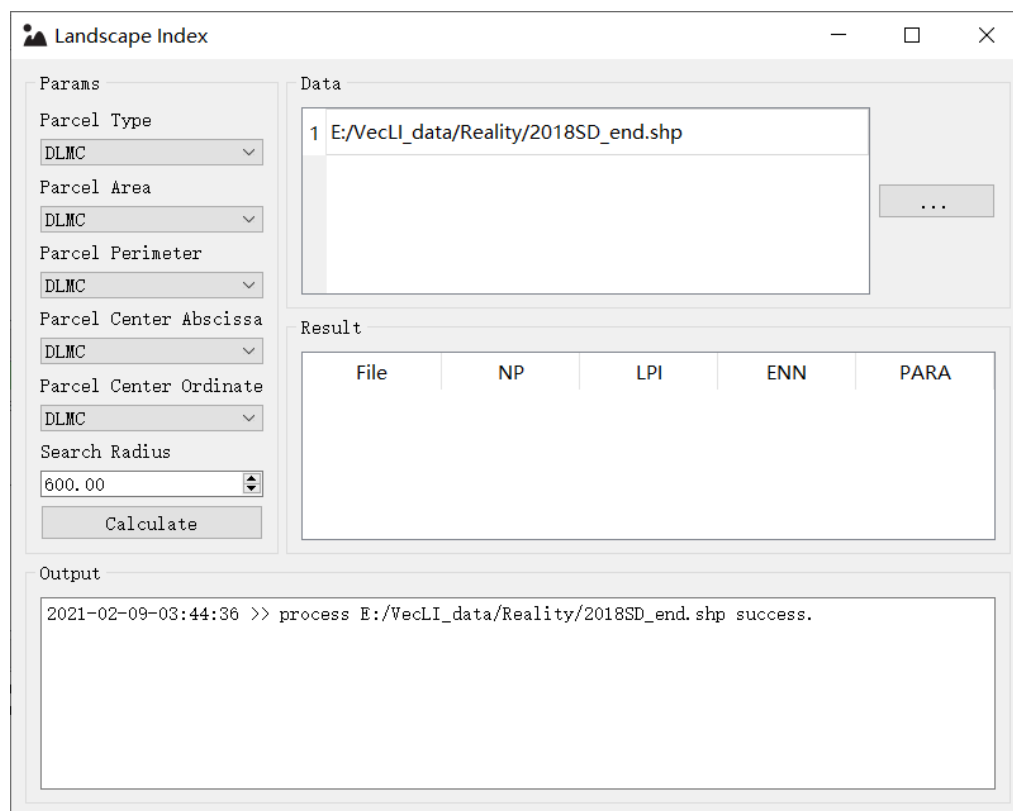 Landscape Index
Params
Parcel Type
DLMC
Parcel Area
DLMC
Parcel Perimeter
DLMC
Parcel Center Abscissa
DLMC
Parcel Center Ordinate
DLMC
Search Radius
600.00
Calculate
Data
1 E:/VecLI_data/Reality/2018SD_end.shp
...
Result
File NP LPI ENN PARA
Output
2021-02-09-03:44:36 >> process E:/VecLI_data/Reality/2018SD_end.shp success.